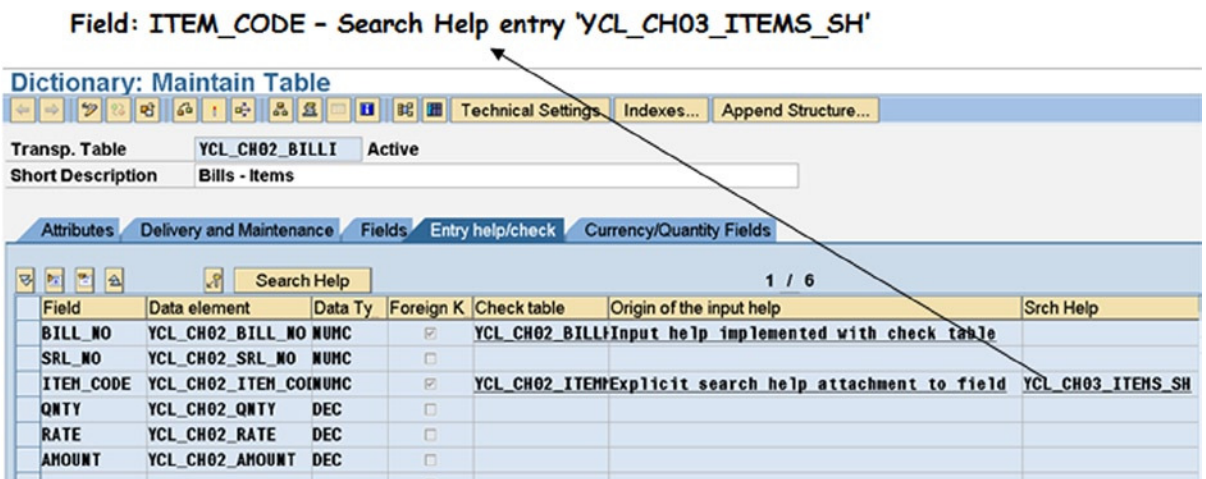 Field: ITEM_CODE – Search Help entry ‘YCL_CH03_ITEMS_SH’
Dictionary: Maintain Table
Technical Settings Indexes... Append Structure...
Transp. Table YCL_CH02_BILLI Active
Short Description Bills - Items
Attributes Delivery and Maintenance Fields Entry help/check Currency/Quantity Fields
Search Help 1 / 6
Field Data element Data Ty Foreign K Check table Origin of the input help Srch Help
BILL_NO YCL_CH02_BILL_NO NUMC YCL_CH02_BILLH Input help implemented with check table
SRL_NO YCL_CH02_SRL_NO NUMC
ITEM_CODE YCL_CH02_ITEM_COD NUMC YCL_CH02_ITEMM Explicit search help attachment to field YCL_CH03_ITEMS_SH
QNTY YCL_CH02_QNTY DEC
RATE YCL_CH02_RATE DEC
AMOUNT YCL_CH02_AMOUNT DEC